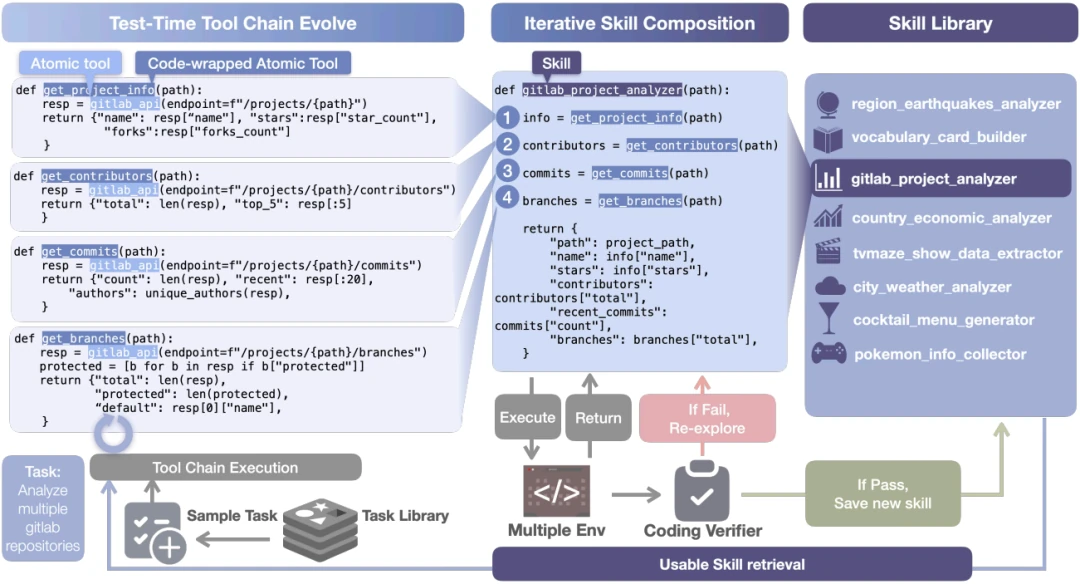 Test-Time Tool Chain Evolve
Atomic tool
Code-wrapped Atomic Tool
def get_project_info(path):
resp = gitlab_api(endpoint=f"/projects/{path}")
return {"name": resp["name"], "stars":resp["star_count"],
"forks":resp["forks_count"]
}
def get_contributors(path):
resp = gitlab_api(endpoint=f"/projects/{path}/contributors")
return {"total": len(resp), "top_5": resp[:5]
}
def get_commits(path):
resp = gitlab_api(endpoint=f"/projects/{path}/commits")
return {"count": len(resp), "recent": resp[:20],
"authors": unique_authors(resp),
}
def get_branches(path):
resp = gitlab_api(endpoint=f"/projects/{path}/branches")
protected = [b for b in resp if b["protected"]]
return {"total": len(resp),
"protected": len(protected),
"default": resp[0]["name"],
}
Task:
Analyze
multiple
gitlab
repositories
Tool Chain Execution
Sample Task
Task Library
Iterative Skill Composition
Skill
def gitlab_project_analyzer(path):
1 info = get_project_info(path)
2 contributors = get_contributors(path)
3 commits = get_commits(path)
4 branches = get_branches(path)
return {
"path": project_path,
"name": info["name"],
"stars": info["stars"],
"contributors":
contributors["total"],
"recent_commits":
commits["count"],
"branches": branches["total"],
}
Execute
Return
If Fail,
Re-explore
</>
Multiple Env
Coding Verifier
If Pass,
Save new skill
Usable Skill retrieval
Skill Library
region_earthquakes_analyzer
vocabulary_card_builder
gitlab_project_analyzer
country_economic_analyzer
tvmaze_show_data_extractor
city_weather_analyzer
cocktail_menu_generator
pokemon_info_collector